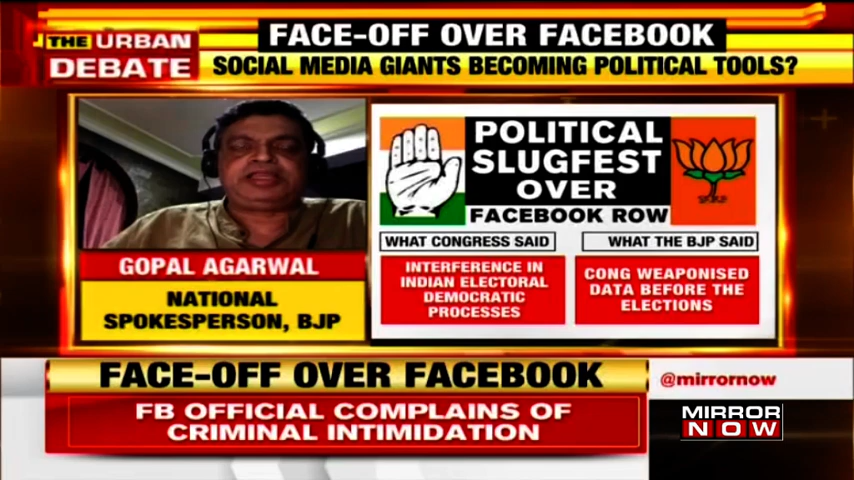 THE URBAN
DEBATE
FACE-OFF OVER FACEBOOK
SOCIAL MEDIA GIANTS BECOMING POLITICAL TOOLS?
GOPAL AGARWAL
NATIONAL
SPOKESPERSON, BJP
POLITICAL
SLUGFEST
OVER
FACEBOOK ROW
WHAT CONGRESS SAID
INTERFERENCE IN
INDIAN ELECTORAL
DEMOCRATIC
PROCESSES
WHAT THE BJP SAID
CONG WEAPONISED
DATA BEFORE THE
ELECTIONS
FACE-OFF OVER FACEBOOK
FB OFFICIAL COMPLAINS OF
CRIMINAL INTIMIDATION
@mirrornow
MIRROR
NOW